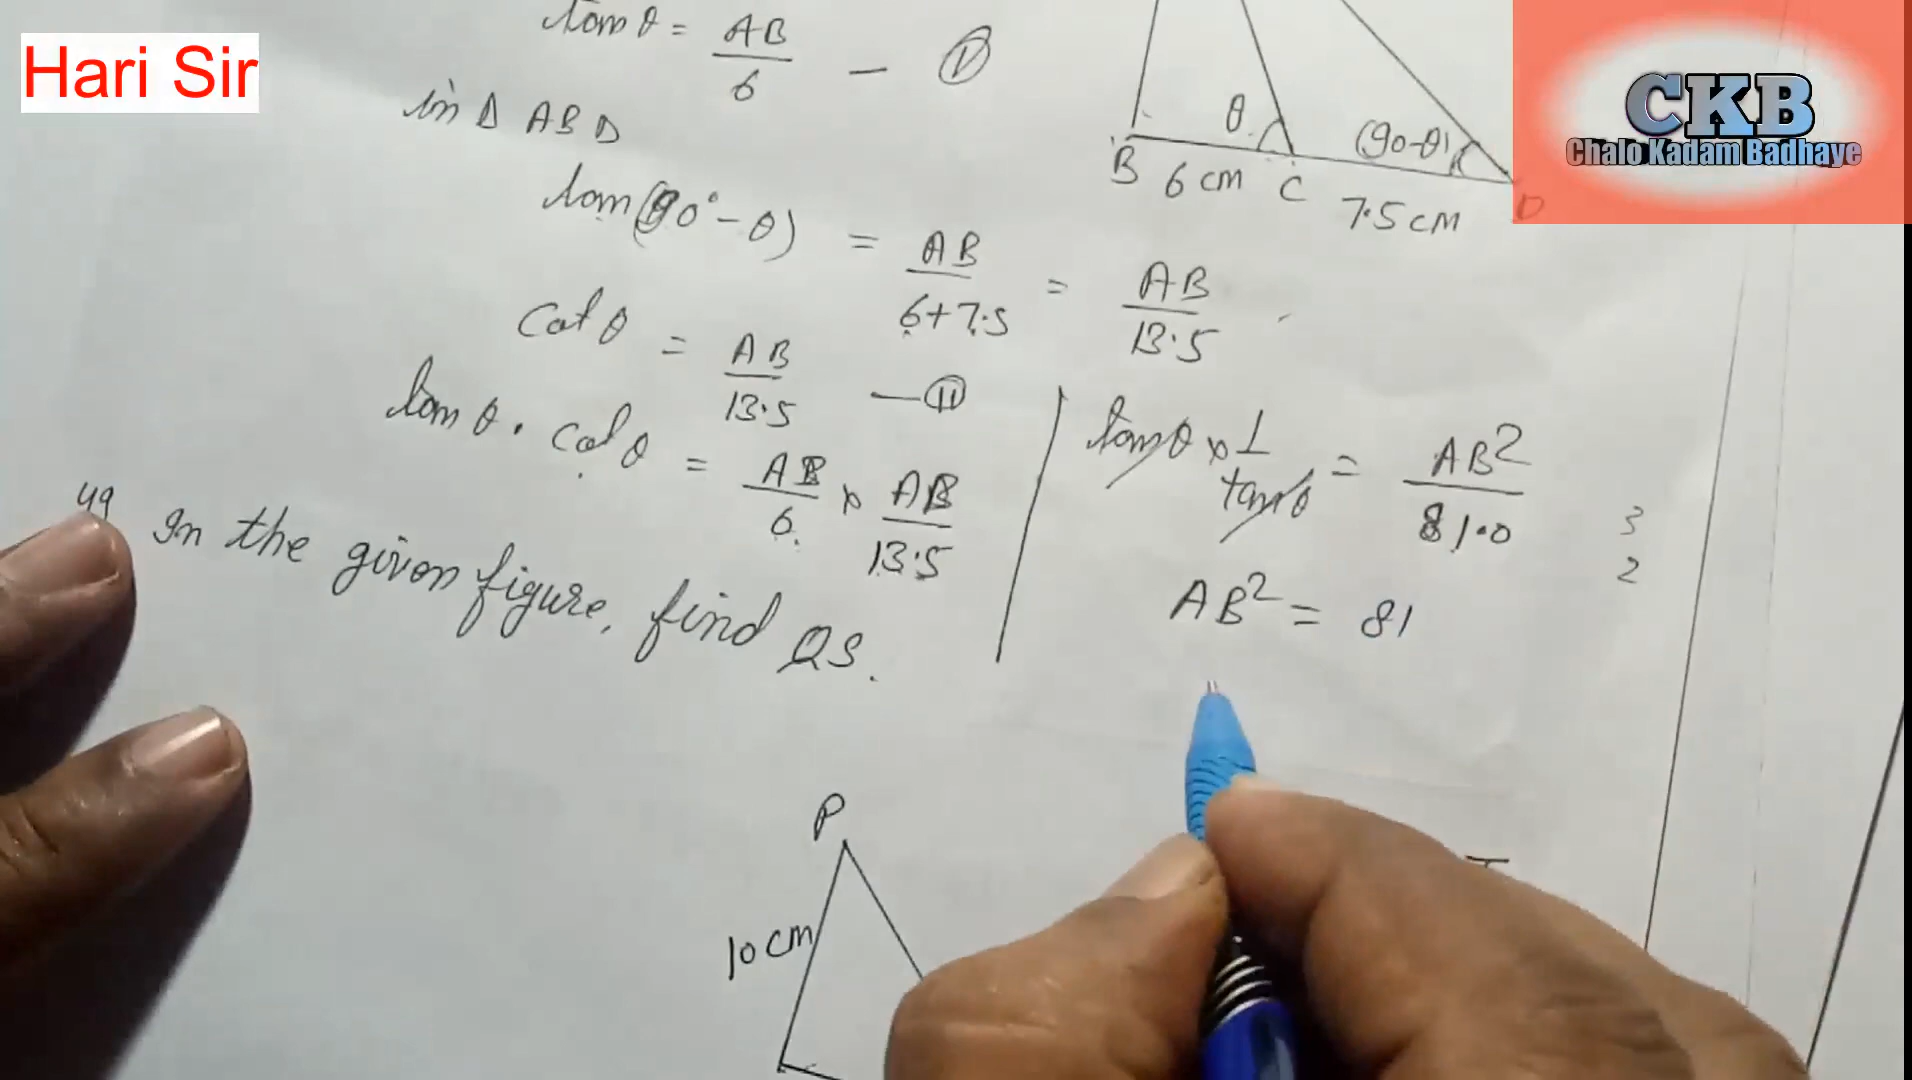 Hari Sir
CKB
Chalo Kadam Badhaye
tan θ = AB/6 — (I)
in Δ ABD
tan(90° - θ) = AB/6+7.5 = AB/13.5
cot θ = AB/13.5 — (II)
tan θ . cot θ = AB/6 × AB/13.5
tan θ × 1/tan θ = AB²/81.0
AB² = 81
3
2
θ
(90-θ)
B 6 cm C 7.5 cm D
49 In the given figure, find QS.
P
10 cm